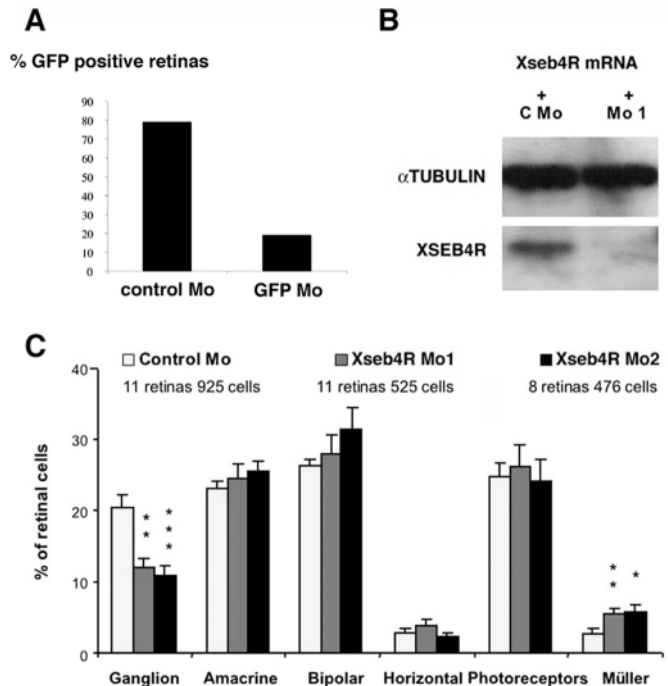 A
% GFP positive retinas
90
80
70
60
50
40
30
20
10
0
control Mo GFP Mo
B
Xseb4R mRNA
+ +
C Mo Mo 1
αTUBULIN
XSEB4R
C
Control Mo Xseb4R Mo1 Xseb4R Mo2
11 retinas 925 cells 11 retinas 525 cells 8 retinas 476 cells
% of retinal cells
40
30
20
10
0
* * * * *
* * *
Ganglion Amacrine Bipolar Horizontal Photoreceptors Müller